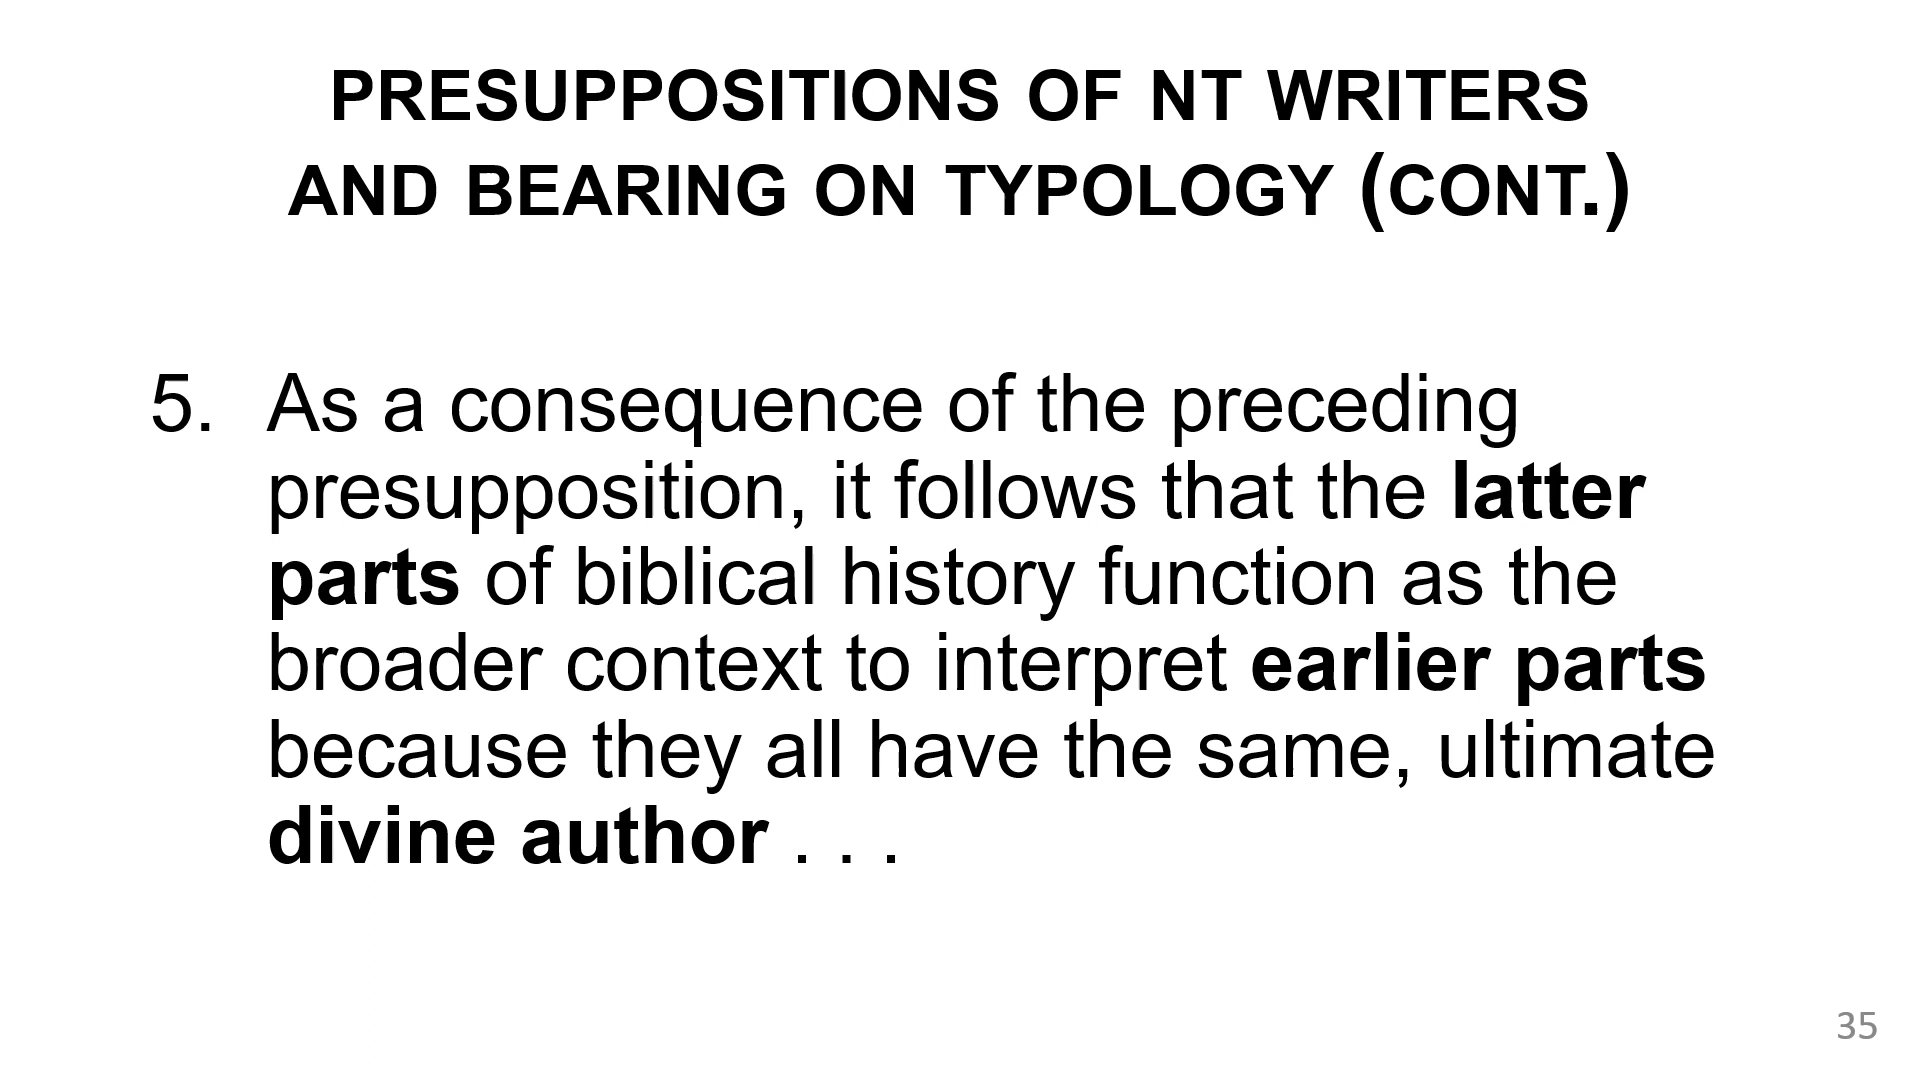 PRESUPPOSITIONS OF NT WRITERS
AND BEARING ON TYPOLOGY (CONT.)
5. As a consequence of the preceding
presupposition, it follows that the latter
parts of biblical history function as the
broader context to interpret earlier parts
because they all have the same, ultimate
divine author . . .
35